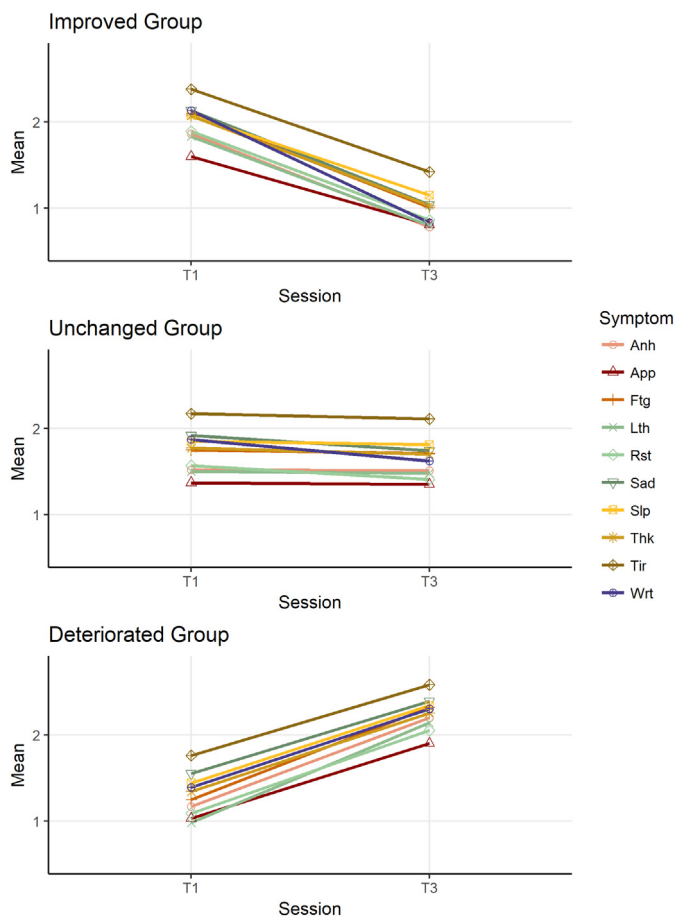 Improved Group
Mean
2
1
T1
T3
Session
Unchanged Group
Mean
2
1
T1
T3
Session
Symptom
Anh
App
Ftg
Lth
Rst
Sad
Slp
Thk
Tir
Wrt
Deteriorated Group
Mean
2
1
T1
T3
Session